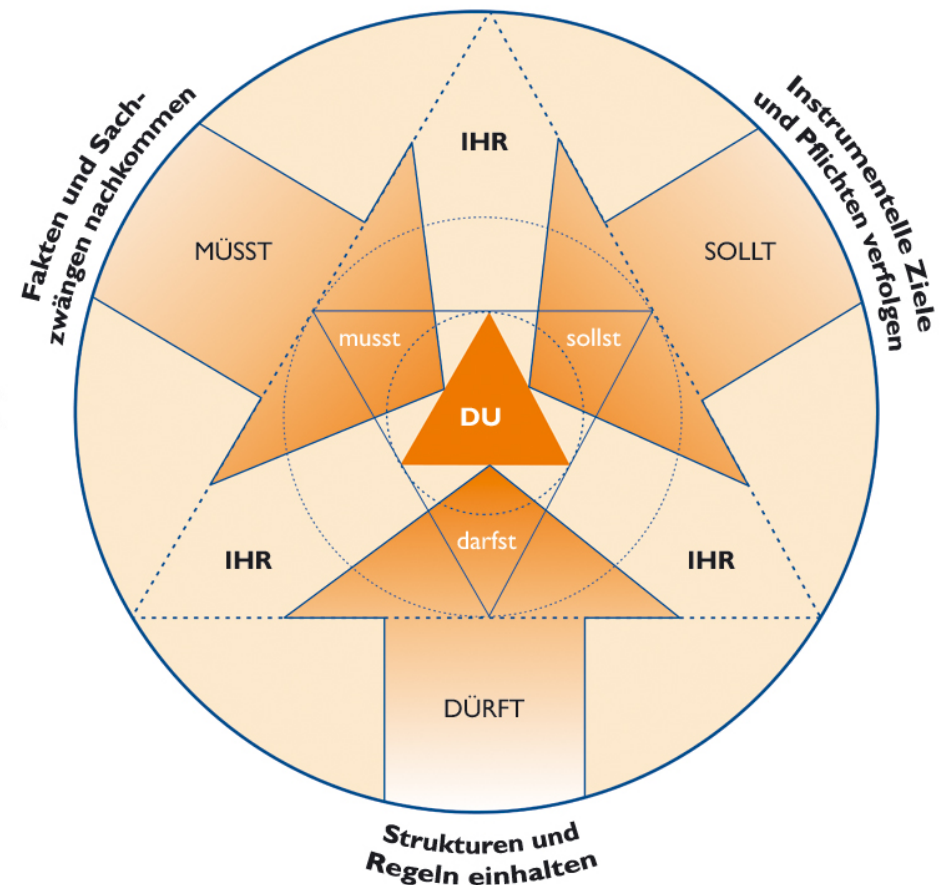 Fakten und Sach-
zwängen nachkommen
Instrumentelle Ziele
und Pflichten verfolgen
IHR
MÜSST
SOLLT
musst
sollst
DU
darfst
IHR
IHR
DÜRFT
Strukturen und
Regeln einhalten